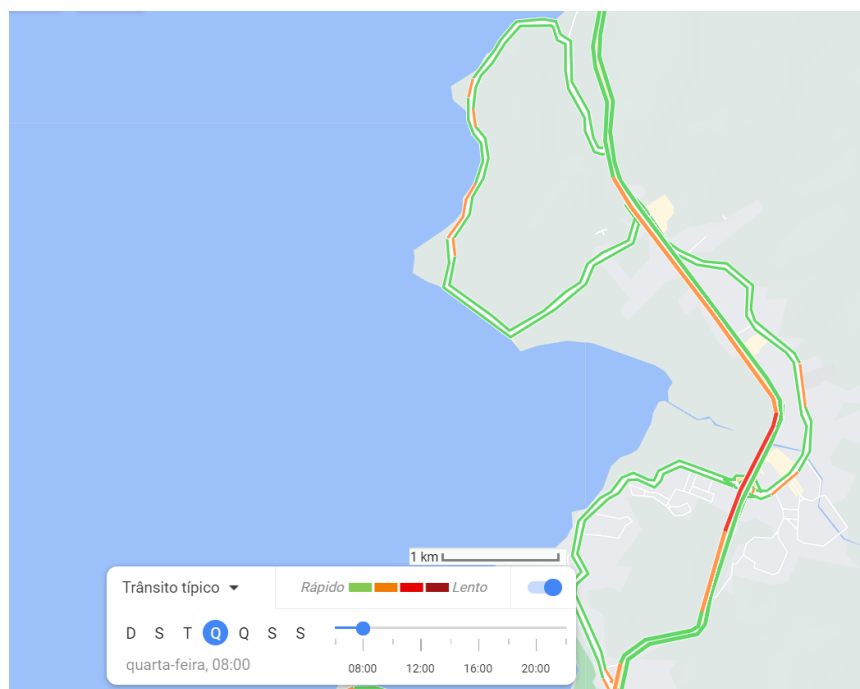 1 km
Trânsito típico
Rápido Lento
D S T Q Q S S
quarta-feira, 08:00
08:00 12:00 16:00 20:00